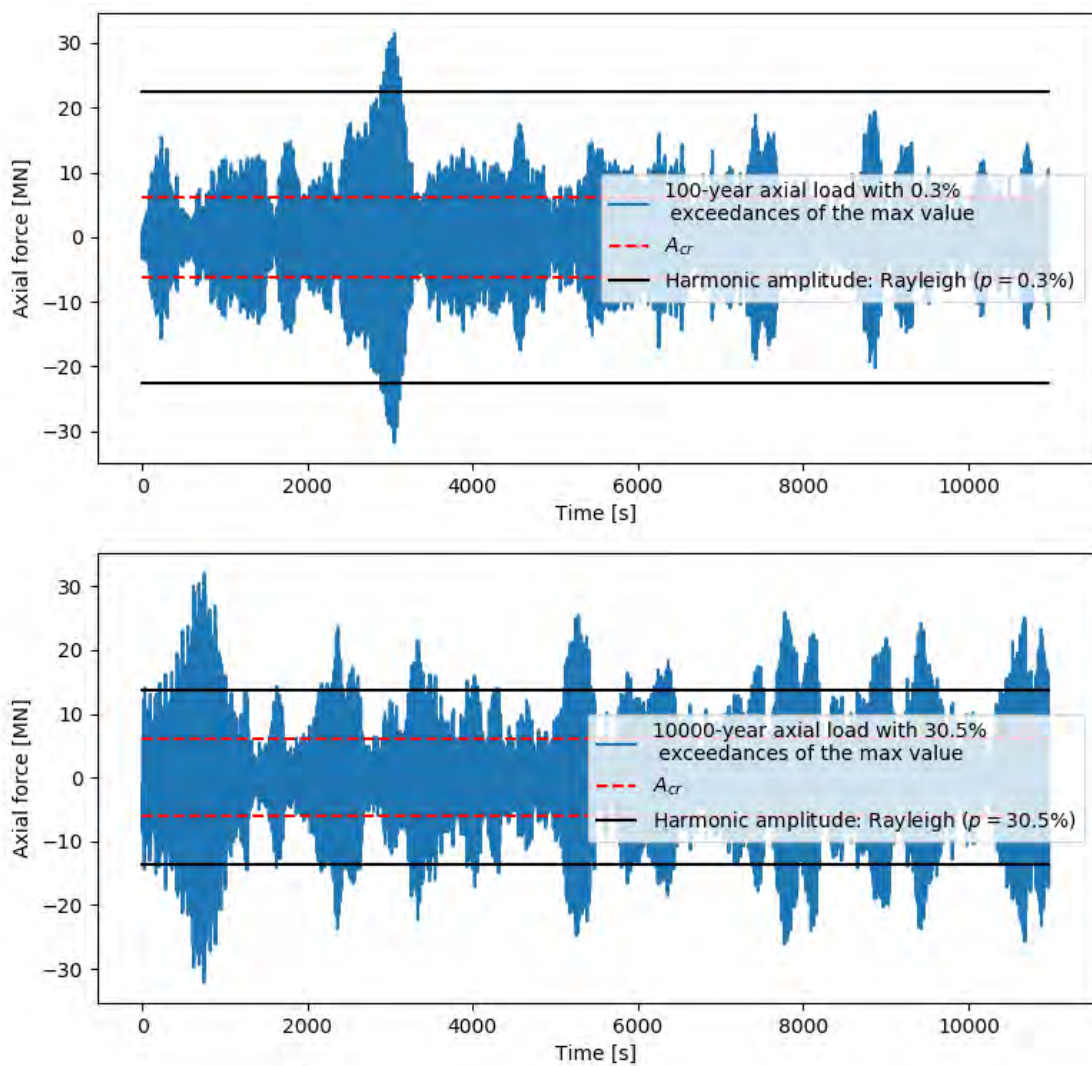 30
20
10
0
−10
−20
−30
Axial force [MN]
100-year axial load with 0.3%
exceedances of the max value
A_cr
Harmonic amplitude: Rayleigh (p = 0.3%)
0 2000 4000 6000 8000 10000
Time [s]
30
20
10
0
−10
−20
−30
Axial force [MN]
10000-year axial load with 30.5%
exceedances of the max value
A_cr
Harmonic amplitude: Rayleigh (p = 30.5%)
0 2000 4000 6000 8000 10000
Time [s]